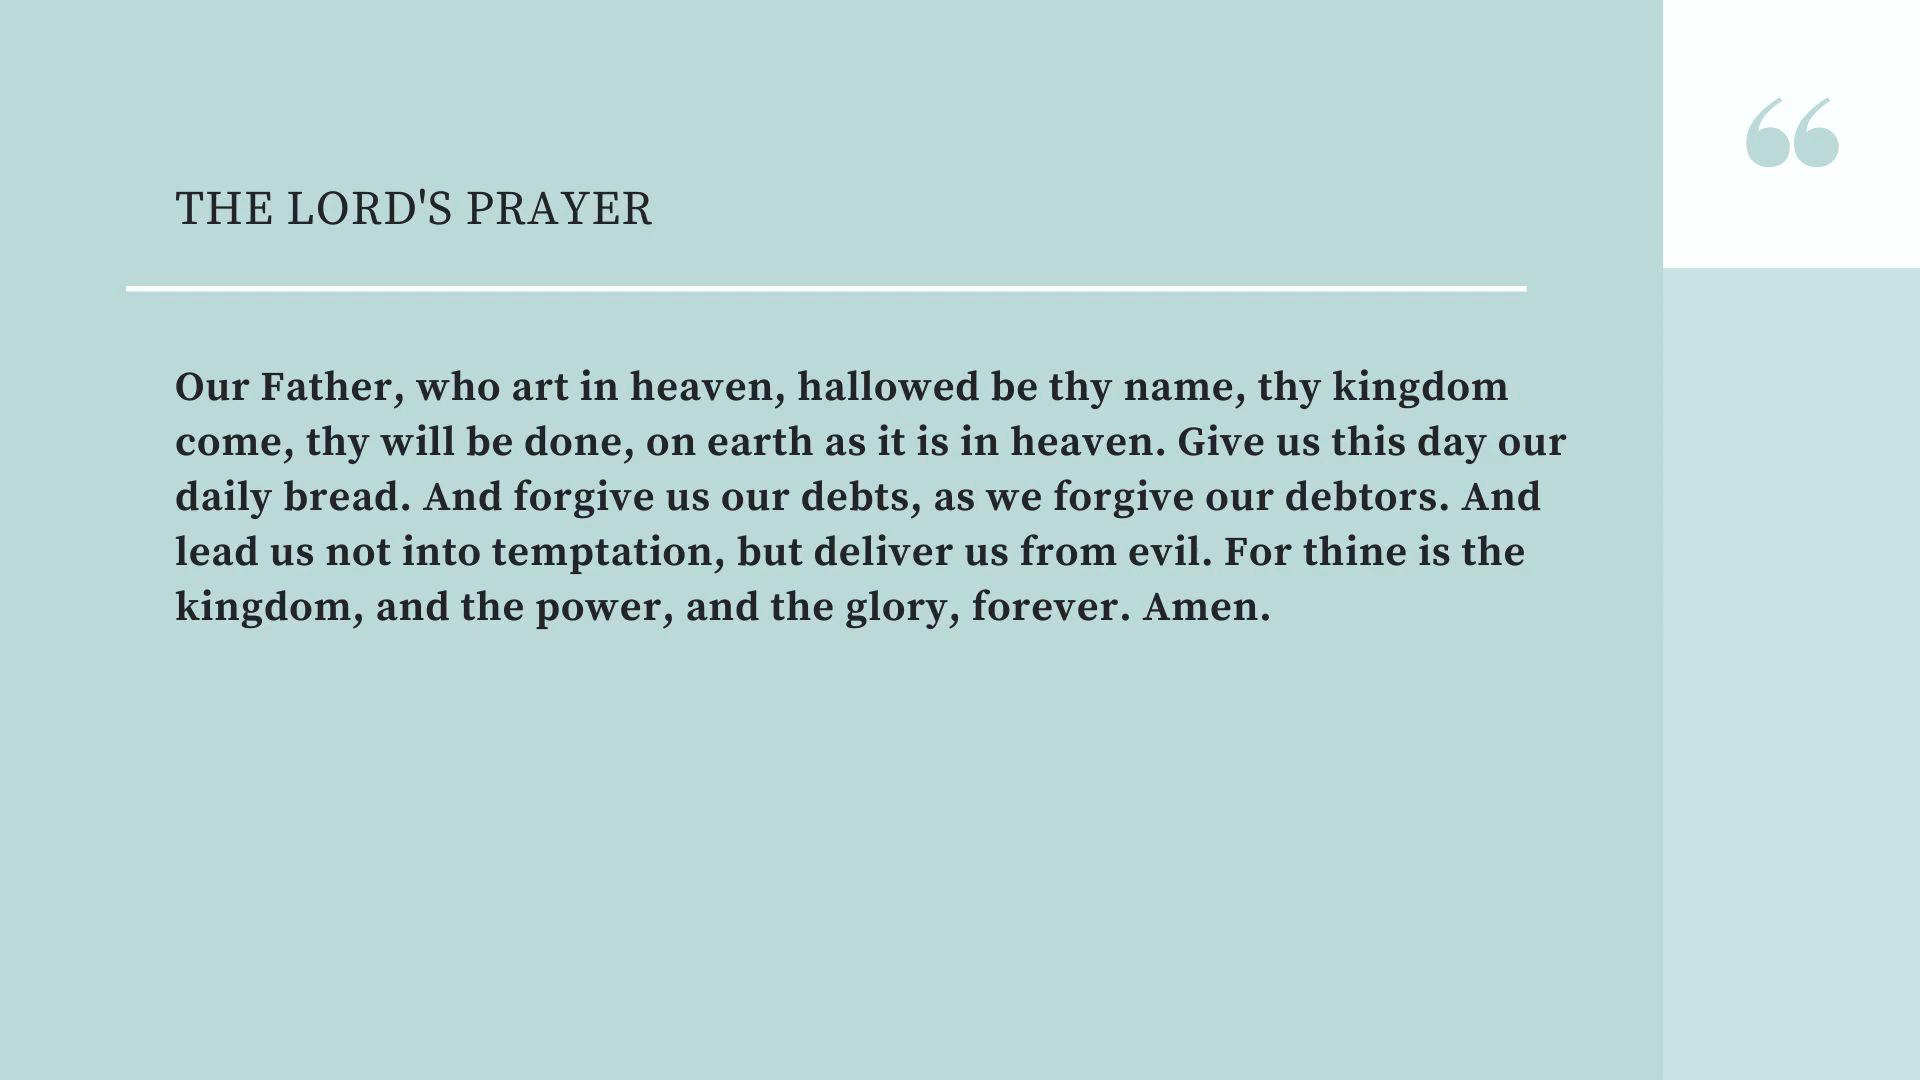 THE LORD'S PRAYER
Our Father, who art in heaven, hallowed be thy name, thy kingdom
come, thy will be done, on earth as it is in heaven. Give us this day our
daily bread. And forgive us our debts, as we forgive our debtors. And
lead us not into temptation, but deliver us from evil. For thine is the
kingdom, and the power, and the glory, forever. Amen.